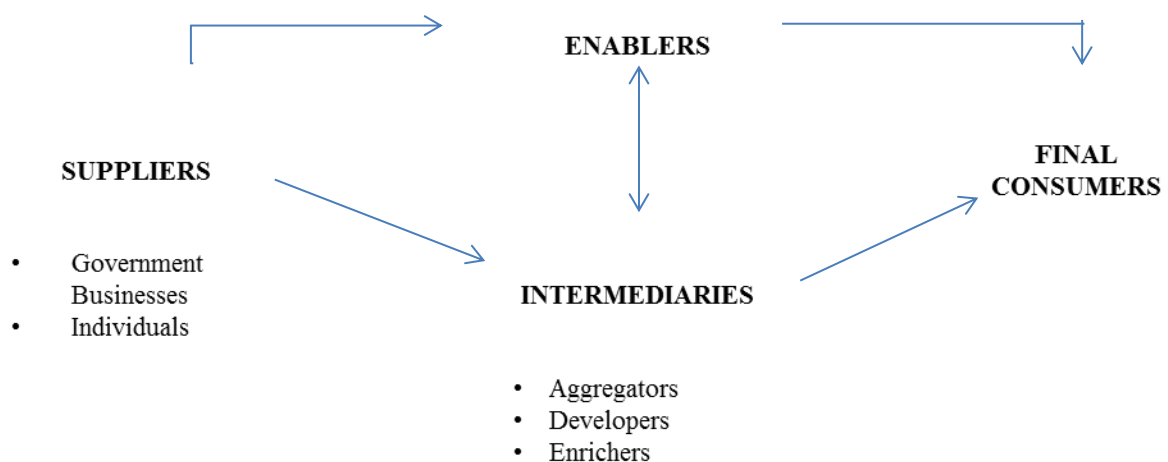 ENABLERS
SUPPLIERS
FINAL
CONSUMERS
• Government
Businesses
• Individuals
INTERMEDIARIES
• Aggregators
• Developers
• Enrichers